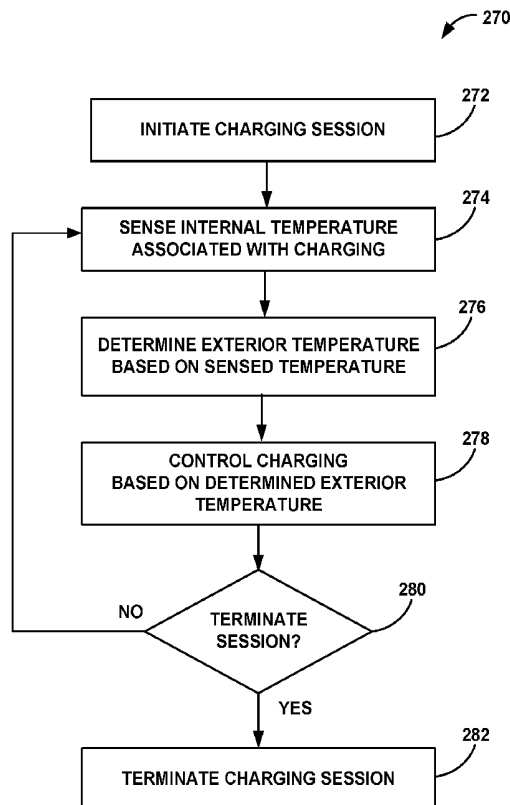 270
272
INITIATE CHARGING SESSION
274
SENSE INTERNAL TEMPERATURE
ASSOCIATED WITH CHARGING
276
DETERMINE EXTERIOR TEMPERATURE
BASED ON SENSED TEMPERATURE
278
CONTROL CHARGING
BASED ON DETERMINED EXTERIOR
TEMPERATURE
280
NO
TERMINATE
SESSION?
YES
282
TERMINATE CHARGING SESSION